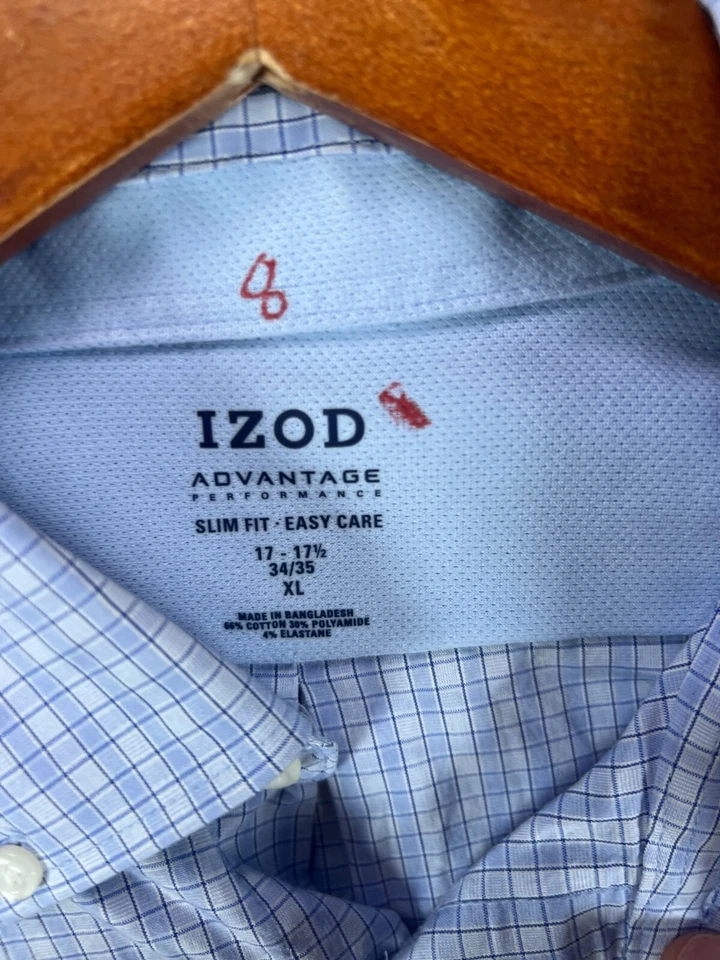 8
IZOD
ADVANTAGE
PERFORMANCE
SLIM FIT · EASY CARE
17 - 17½
34/35
XL
MADE IN BANGLADESH
66% COTTON 30% POLYAMIDE
4% ELASTANE